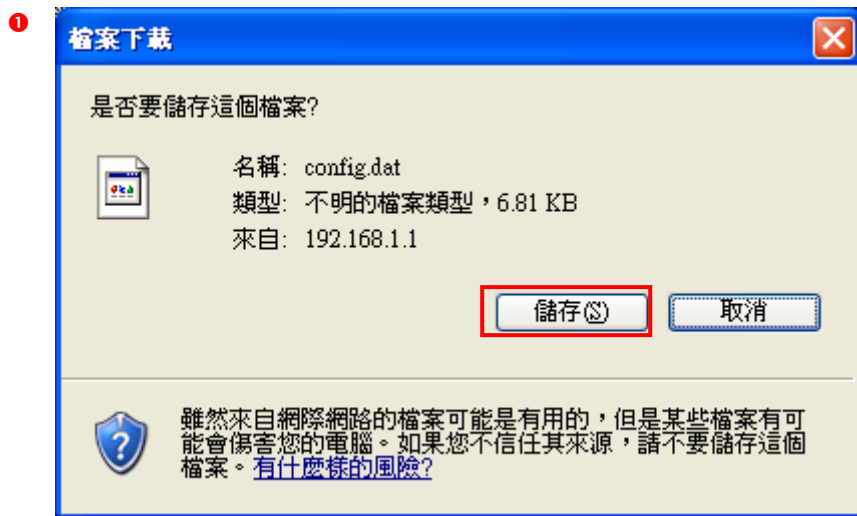 ❶
檔案下載
是否要儲存這個檔案?
名稱: config.dat
類型: 不明的檔案類型，6.81 KB
來自: 192.168.1.1
儲存(S)
取消
雖然來自網際網路的檔案可能是有用的，但是某些檔案有可
能會傷害您的電腦。如果您不信任其來源，請不要儲存這個
檔案。有什麼樣的風險?